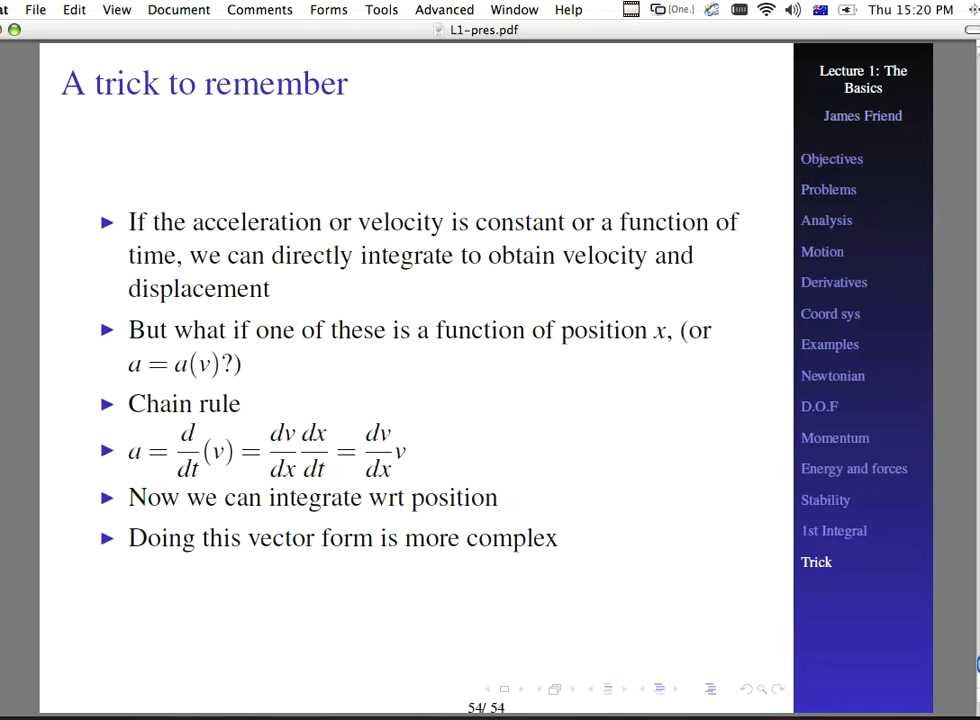 at File Edit View Document Comments Forms Tools Advanced Window Help [One.] Thu 15:20 PM
L1-pres.pdf
A trick to remember
▶ If the acceleration or velocity is constant or a function of
time, we can directly integrate to obtain velocity and
displacement
▶ But what if one of these is a function of position x, (or
a = a(v)?)
▶ Chain rule
▶ a = d/dt (v) = dv/dx dx/dt = dv/dx v
▶ Now we can integrate wrt position
▶ Doing this vector form is more complex
Lecture 1: The
Basics
James Friend
Objectives
Problems
Analysis
Motion
Derivatives
Coord sys
Examples
Newtonian
D.O.F
Momentum
Energy and forces
Stability
1st Integral
Trick
54/ 54